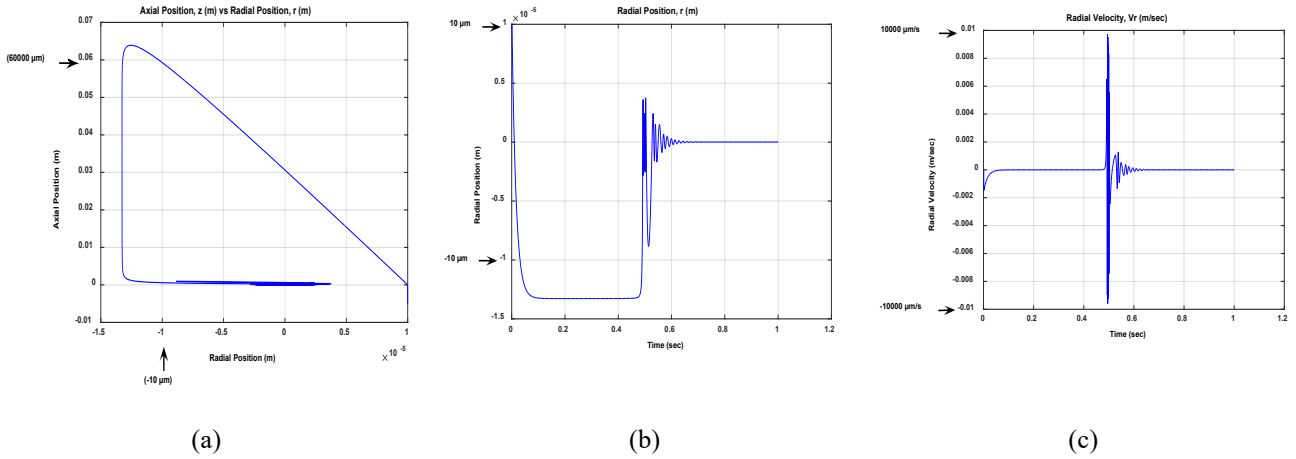 Axial Position, z (m) vs Radial Position, r (m)
0.07
0.06
0.05
0.04
0.03
0.02
0.01
0
-0.01
-1.5
-1
-0.5
0
0.5
1
× 10 -5
Axial Position (m)
Radial Position (m)
(60000 µm)
(-10 µm)
(a)
Radial Position, r (m)
× 10 -5
10 µm
1
0.5
0
-0.5
-1
-1.5
-10 µm
0
0.2
0.4
0.6
0.8
1
1.2
Radial Position (m)
Time (sec)
(b)
Radial Velocity, Vr (m/sec)
10000 µm/s
0.01
0.008
0.006
0.004
0.002
0
-0.002
-0.004
-0.006
-0.008
-0.01
-10000 µm/s
0
0.2
0.4
0.6
0.8
1
1.2
Radial Velocity (m/sec)
Time (sec)
(c)